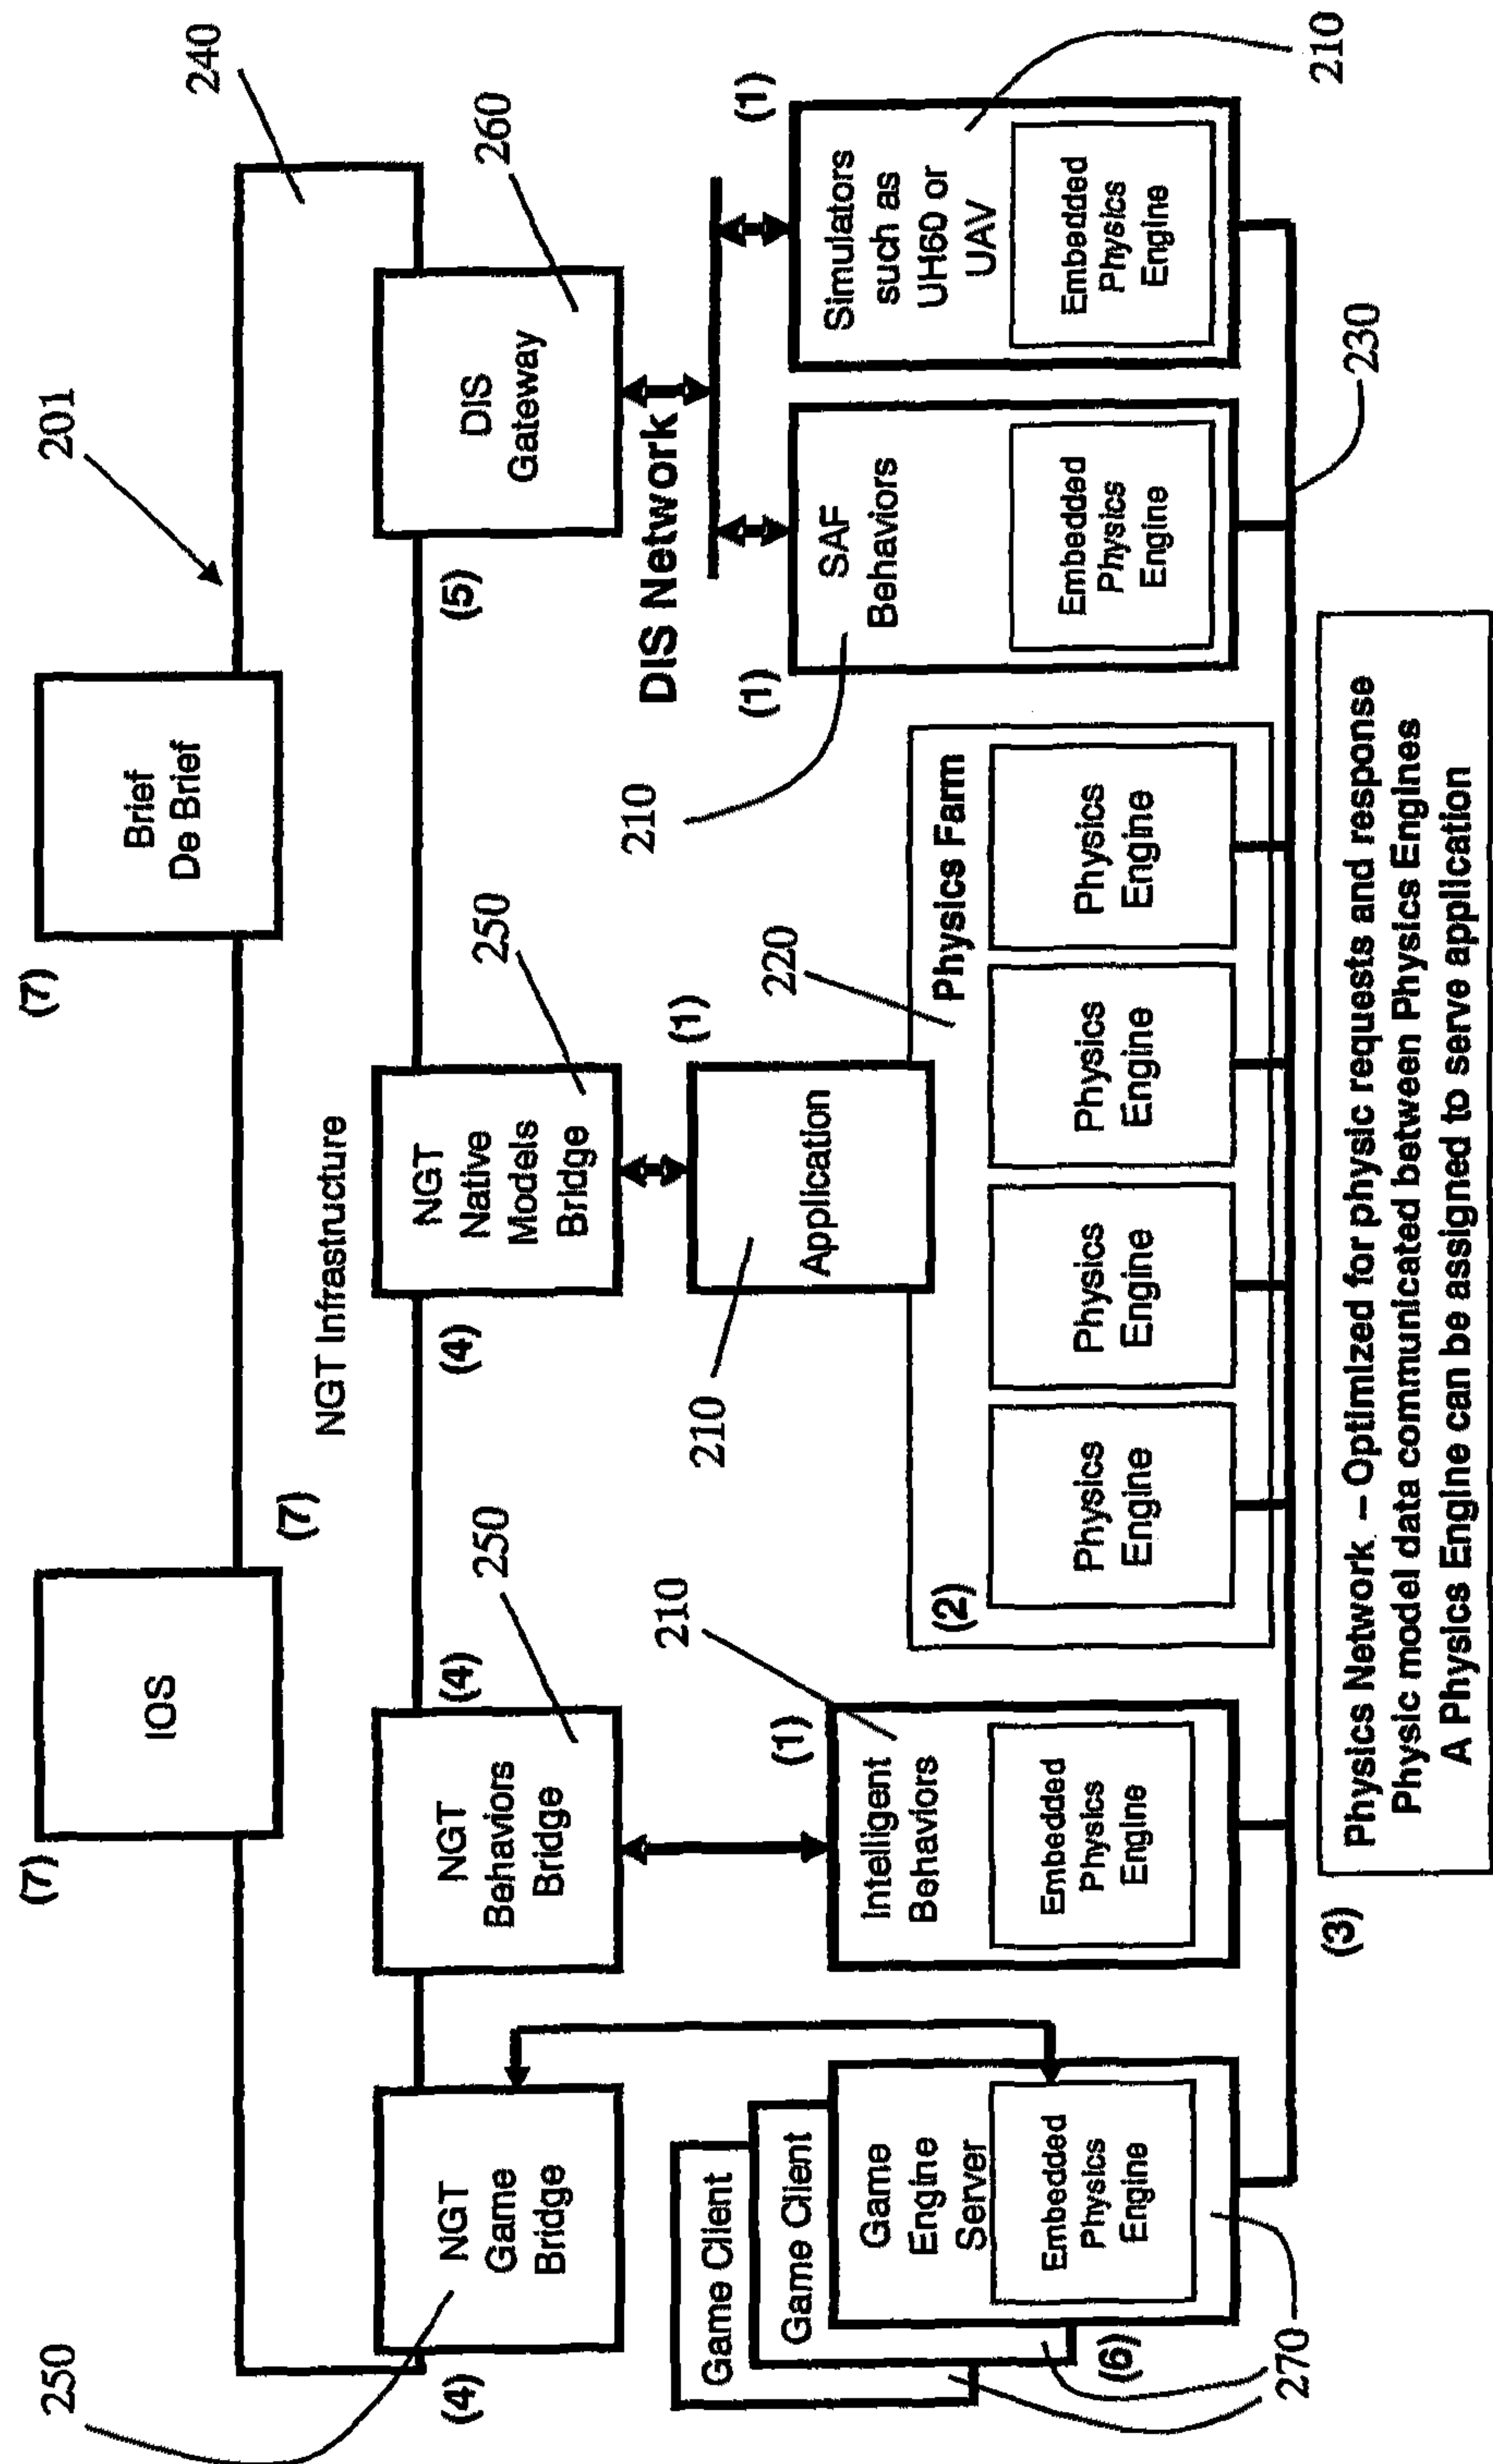 201
240
(7)
IOS
(7)
(7)
Brief
De Brief
NGT Infrastructure
250
(4)
NGT
Game
Bridge
NGT
Behaviors
Bridge
(4)
250
(4)
NGT
Native
Models
Bridge
250
(5)
DIS
Gateway
260
DIS Network
Game Client
Game Client
Game
Engine
Server
Embedded
Physics
Engine
(6)
270
210
(1)
Intelligent
Behaviors
Embedded
Physics
Engine
210
(1)
Application
220
(2)
Physics Farm
Physics
Engine
Physics
Engine
Physics
Engine
Physics
Engine
210
(1)
SAF
Behaviors
Embedded
Physics
Engine
(1)
Simulators
such as
UH60 or
UAV
Embedded
Physics
Engine
210
230
(3)
Physics Network – Optimized for physic requests and response
Physic model data communicated between Physics Engines
A Physics Engine can be assigned to serve application